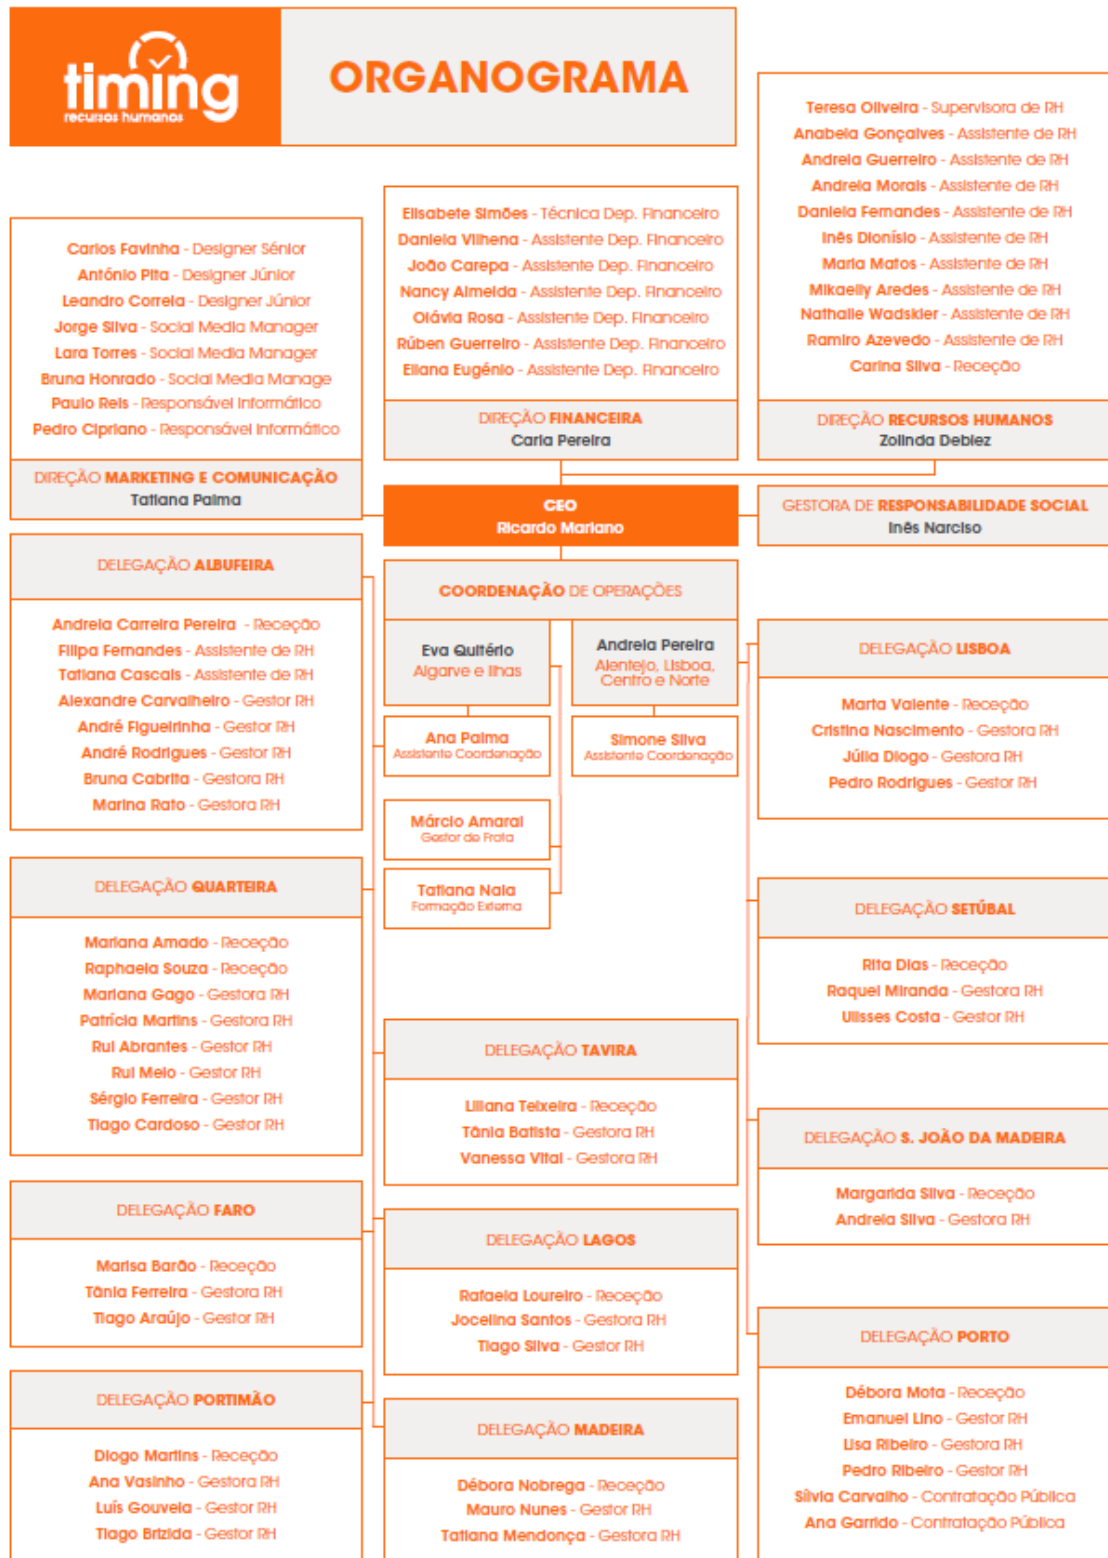 timing
recursos humanos
ORGANOGRAMA
Teresa Oliveira - Supervisora de RH
Anabela Gonçalves - Assistente de RH
Andreia Guerreiro - Assistente de RH
Andreia Morais - Assistente de RH
Daniela Fernandes - Assistente de RH
Inês Dionísio - Assistente de RH
Maria Matos - Assistente de RH
Mikaelly Aredes - Assistente de RH
Nathalie Wadskier - Assistente de RH
Ramiro Azevedo - Assistente de RH
Carina Silva - Receção
DIREÇÃO RECURSOS HUMANOS
Zolinda Debiez
Elisabete Simões - Técnica Dep. Financeiro
Daniela Vilhena - Assistente Dep. Financeiro
João Carepa - Assistente Dep. Financeiro
Nancy Almeida - Assistente Dep. Financeiro
Olávia Rosa - Assistente Dep. Financeiro
Rúben Guerreiro - Assistente Dep. Financeiro
Eliana Eugénio - Assistente Dep. Financeiro
DIREÇÃO FINANCEIRA
Carla Pereira
Carlos Favinha - Designer Sénior
António Pita - Designer Júnior
Leandro Correia - Designer Júnior
Jorge Silva - Social Media Manager
Lara Torres - Social Media Manager
Bruna Honrado - Social Media Manage
Paulo Reis - Responsável Informático
Pedro Cipriano - Responsável Informático
DIREÇÃO MARKETING E COMUNICAÇÃO
Tatiana Palma
CEO
Ricardo Mariano
GESTORA DE RESPONSABILIDADE SOCIAL
Inês Narciso
COORDENAÇÃO DE OPERAÇÕES
Eva Quitério
Algarve e Ilhas
Andreia Pereira
Alentejo, Lisboa,
Centro e Norte
Ana Palma
Assistente Coordenação
Simone Silva
Assistente Coordenação
Márcio Amaral
Gestor de Frota
Tatiana Nala
Formação Externa
DELEGAÇÃO ALBUFEIRA
Andreia Carreira Pereira - Receção
Filipa Fernandes - Assistente de RH
Tatiana Cascais - Assistente de RH
Alexandre Carvalheiro - Gestor RH
André Figueirinha - Gestor RH
André Rodrigues - Gestor RH
Bruna Cabrita - Gestora RH
Marina Rato - Gestora RH
DELEGAÇÃO QUARTEIRA
Mariana Amado - Receção
Raphaela Souza - Receção
Mariana Gago - Gestora RH
Patrícia Martins - Gestora RH
Rui Abrantes - Gestor RH
Rui Melo - Gestor RH
Sérgio Ferreira - Gestor RH
Tiago Cardoso - Gestor RH
DELEGAÇÃO FARO
Marisa Barão - Receção
Tânia Ferreira - Gestora RH
Tiago Araújo - Gestor RH
DELEGAÇÃO PORTIMÃO
Diogo Martins - Receção
Ana Vasinho - Gestora RH
Luís Gouveia - Gestor RH
Tiago Brizida - Gestor RH
DELEGAÇÃO TAVIRA
Liliana Teixeira - Receção
Tânia Batista - Gestora RH
Vanessa Vital - Gestora RH
DELEGAÇÃO LAGOS
Rafaela Loureiro - Receção
Jocelina Santos - Gestora RH
Tiago Silva - Gestor RH
DELEGAÇÃO MADEIRA
Débora Nobrega - Receção
Mauro Nunes - Gestor RH
Tatiana Mendonça - Gestora RH
DELEGAÇÃO LISBOA
Marta Valente - Receção
Cristina Nascimento - Gestora RH
Júlia Diogo - Gestora RH
Pedro Rodrigues - Gestor RH
DELEGAÇÃO SETÚBAL
Rita Dias - Receção
Raquel Miranda - Gestora RH
Ulisses Costa - Gestor RH
DELEGAÇÃO S. JOÃO DA MADEIRA
Margarida Silva - Receção
Andreia Silva - Gestora RH
DELEGAÇÃO PORTO
Débora Mota - Receção
Emanuel Lino - Gestor RH
Lisa Ribeiro - Gestora RH
Pedro Ribeiro - Gestor RH
Sílvia Carvalho - Contratação Pública
Ana Garrido - Contratação Pública